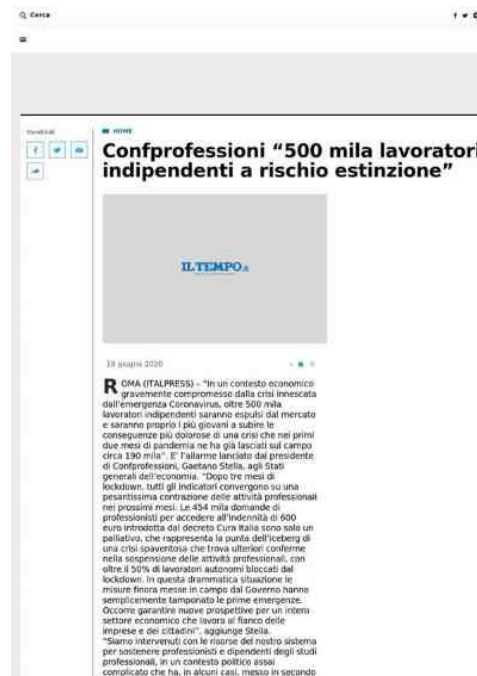 Cerca
Condividi
HOME
Confprofessioni “500 mila lavoratori
indipendenti a rischio estinzione”
IL TEMPO.it
19 giugno 2020
ROMA (ITALPRESS) – “In un contesto economico
gravemente compromesso dalla crisi innescata
dall'emergenza Coronavirus, oltre 500 mila
lavoratori indipendenti saranno espulsi dal mercato
e saranno proprio i più giovani a subire le
conseguenze più dolorose di una crisi che nei primi
due mesi di pandemia ne ha già lasciati sul campo
circa 190 mila”. E' l'allarme lanciato dal presidente
di Confprofessioni, Gaetano Stella, agli Stati
generali dell'economia. “Dopo tre mesi di
lockdown, tutti gli indicatori convergono su una
pesantissima contrazione delle attività professionali
nei prossimi mesi. Le 454 mila domande di
professionisti per accedere all'indennità di 600
euro introdotta dal decreto Cura Italia sono solo un
palliativo, che rappresenta la punta dell'iceberg di
una crisi spaventosa che trova ulteriori conferme
nella sospensione delle attività professionali, con
oltre il 50% di lavoratori autonomi bloccati dal
lockdown. In questa drammatica situazione le
misure finora messe in campo dal Governo hanno
semplicemente tamponato le prime emergenze.
Occorre garantire nuove prospettive per un intero
settore economico che lavora al fianco delle
imprese e dei cittadini”, aggiunge Stella.
“Siamo intervenuti con le risorse del nostro sistema
per sostenere professionisti e dipendenti degli studi
professionali, in un contesto politico assai
complicato che ha, in alcuni casi, messo in secondo